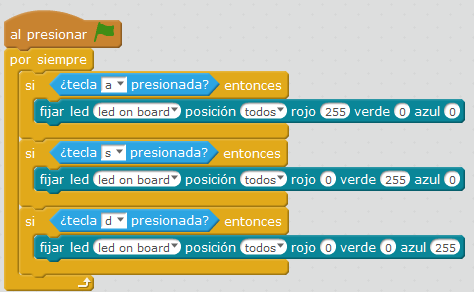 al presionar
por siempre
si ¿tecla a presionada? entonces
fijar led led on board posición todos rojo 255 verde 0 azul 0
si ¿tecla s presionada? entonces
fijar led led on board posición todos rojo 0 verde 255 azul 0
si ¿tecla d presionada? entonces
fijar led led on board posición todos rojo 0 verde 0 azul 255